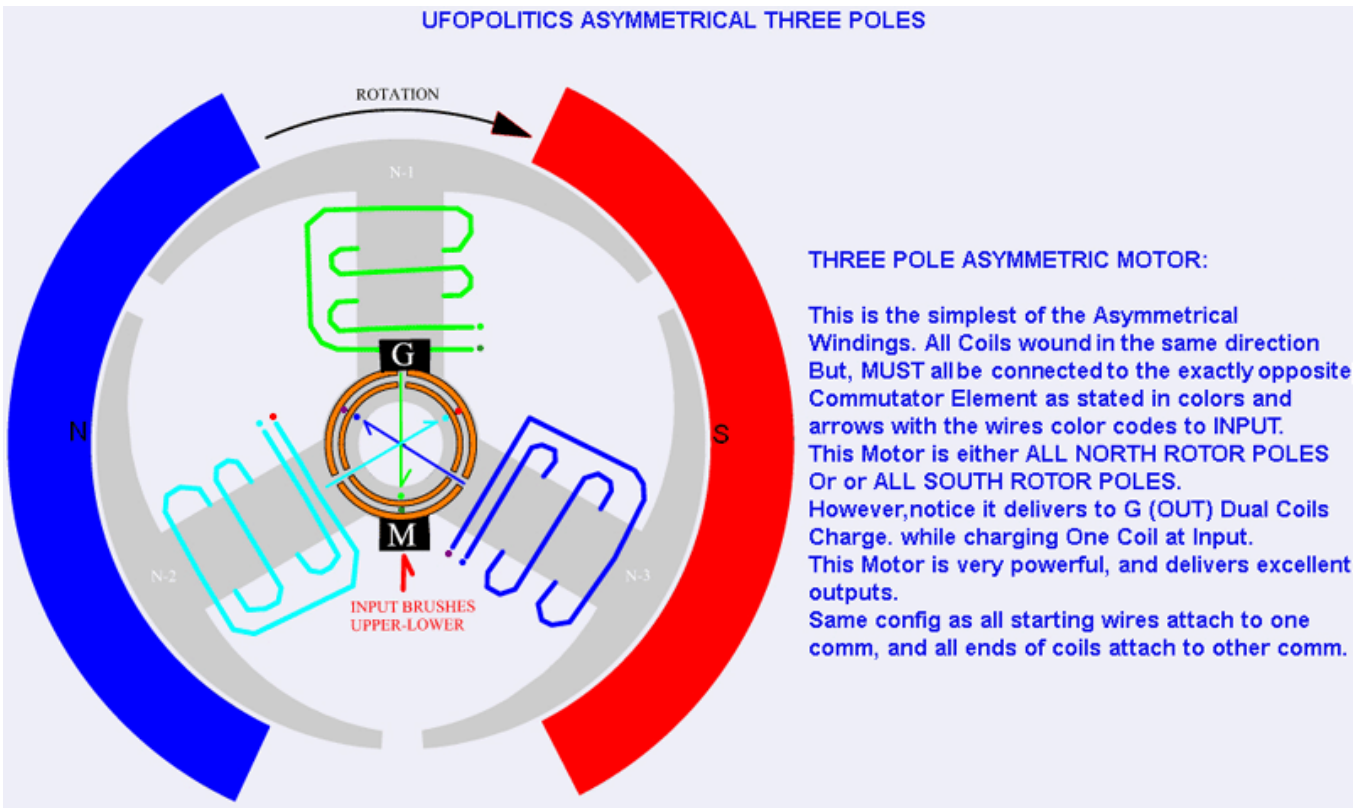 UFOPOLITICS ASYMMETRICAL THREE POLES
ROTATION
N-1
THREE POLE ASYMMETRIC MOTOR:
This is the simplest of the Asymmetrical
Windings. All Coils wound in the same direction
But, MUST all be connected to the exactly opposite
Commutator Element as stated in colors and
arrows with the wires color codes to INPUT.
This Motor is either ALL NORTH ROTOR POLES
Or or ALL SOUTH ROTOR POLES.
However,notice it delivers to G (OUT) Dual Coils
Charge. while charging One Coil at Input.
This Motor is very powerful, and delivers excellent
outputs.
Same config as all starting wires attach to one
comm, and all ends of coils attach to other comm.
G
N
S
M
N-2
N-3
INPUT BRUSHES
UPPER-LOWER